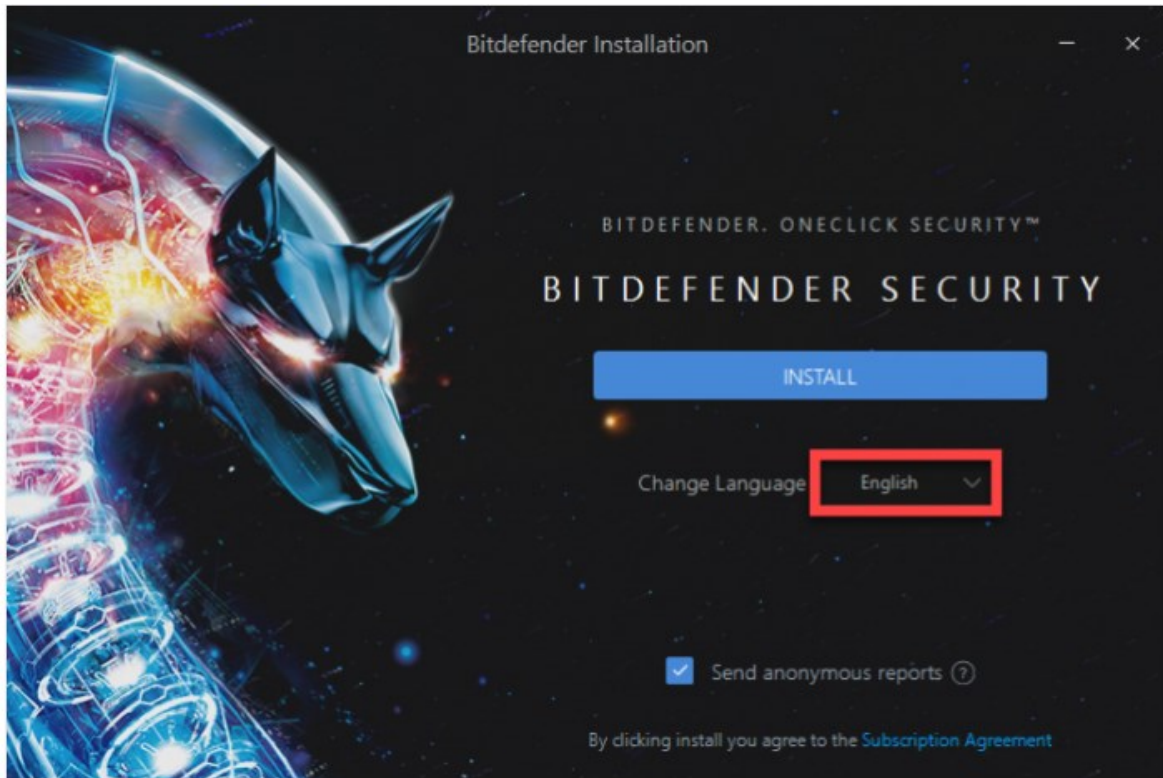 Bitdefender Installation
BITDEFENDER. ONECLICK SECURITY™
BITDEFENDER SECURITY
INSTALL
Change Language English
Send anonymous reports ?
By clicking install you agree to the Subscription Agreement